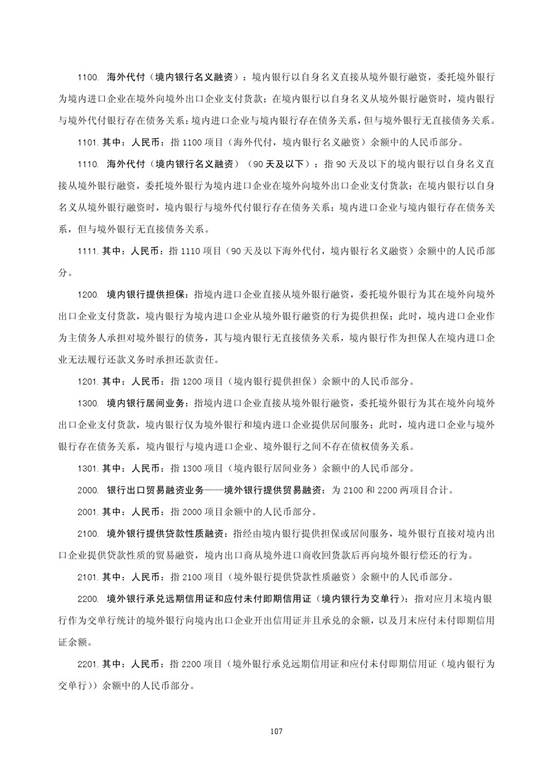 1100. 海外代付（境内银行名义融资）：境内银行以自身名义直接从境外银行融资，委托境外银行
为境内进口企业在境外向境外出口企业支付货款；在境内银行以自身名义从境外银行融资时，境内银行
与境外代付银行存在债务关系；境内进口企业与境内银行存在债务关系，但与境外银行无直接债务关系。
1101. 其中：人民币：指 1100 项目（海外代付，境内银行名义融资）余额中的人民币部分。
1110. 海外代付（境内银行名义融资）（90 天及以下）：指 90 天及以下的境内银行以自身名义直
接从境外银行融资，委托境外银行为境内进口企业在境外向境外出口企业支付货款；在境内银行以自身
名义从境外银行融资时，境内银行与境外代付银行存在债务关系；境内进口企业与境内银行存在债务关
系，但与境外银行无直接债务关系。
1111. 其中：人民币：指 1110 项目（90 天及以下海外代付，境内银行名义融资）余额中的人民币部
分。
1200. 境内银行提供担保：指境内进口企业直接从境外银行融资，委托境外银行为其在境外向境外
出口企业支付货款，境内银行为境内进口企业从境外银行融资的行为提供担保；此时，境内进口企业作
为主债务人承担对境外银行的债务，其与境内银行无直接债务关系，境内银行作为担保人在境内进口企
业无法履行还款义务时承担还款责任。
1201. 其中：人民币：指 1200 项目（境内银行提供担保）余额中的人民币部分。
1300. 境内银行居间业务：指境内进口企业直接从境外银行融资，委托境外银行为其在境外向境外
出口企业支付货款，境内银行仅为境外银行和境内进口企业提供居间服务；此时，境内进口企业与境外
银行存在债务关系，境内银行与境内进口企业、境外银行之间不存在债权债务关系。
1301. 其中：人民币：指 1300 项目（境内银行居间业务）余额中的人民币部分。
2000. 银行出口贸易融资业务——境外银行提供贸易融资：为 2100 和 2200 两项目合计。
2001. 其中：人民币：指 2000 项目余额中的人民币部分。
2100. 境外银行提供贷款性质融资：指经由境内银行提供担保或居间服务，境外银行直接对境内出
口企业提供贷款性质的贸易融资，境内出口商从境外进口商收回货款后再向境外银行偿还的行为。
2101. 其中：人民币：指 2100 项目（境外银行提供贷款性质融资）余额中的人民币部分。
2200. 境外银行承兑远期信用证和应付未付即期信用证（境内银行为交单行）：指对应月末境内银
行作为交单行统计的境外银行向境内出口企业开出信用证并且承兑的余额，以及月末应付未付即期信用
证余额。
2201. 其中：人民币：指 2200 项目（境外银行承兑远期信用证和应付未付即期信用证（境内银行为
交单行））余额中的人民币部分。
107